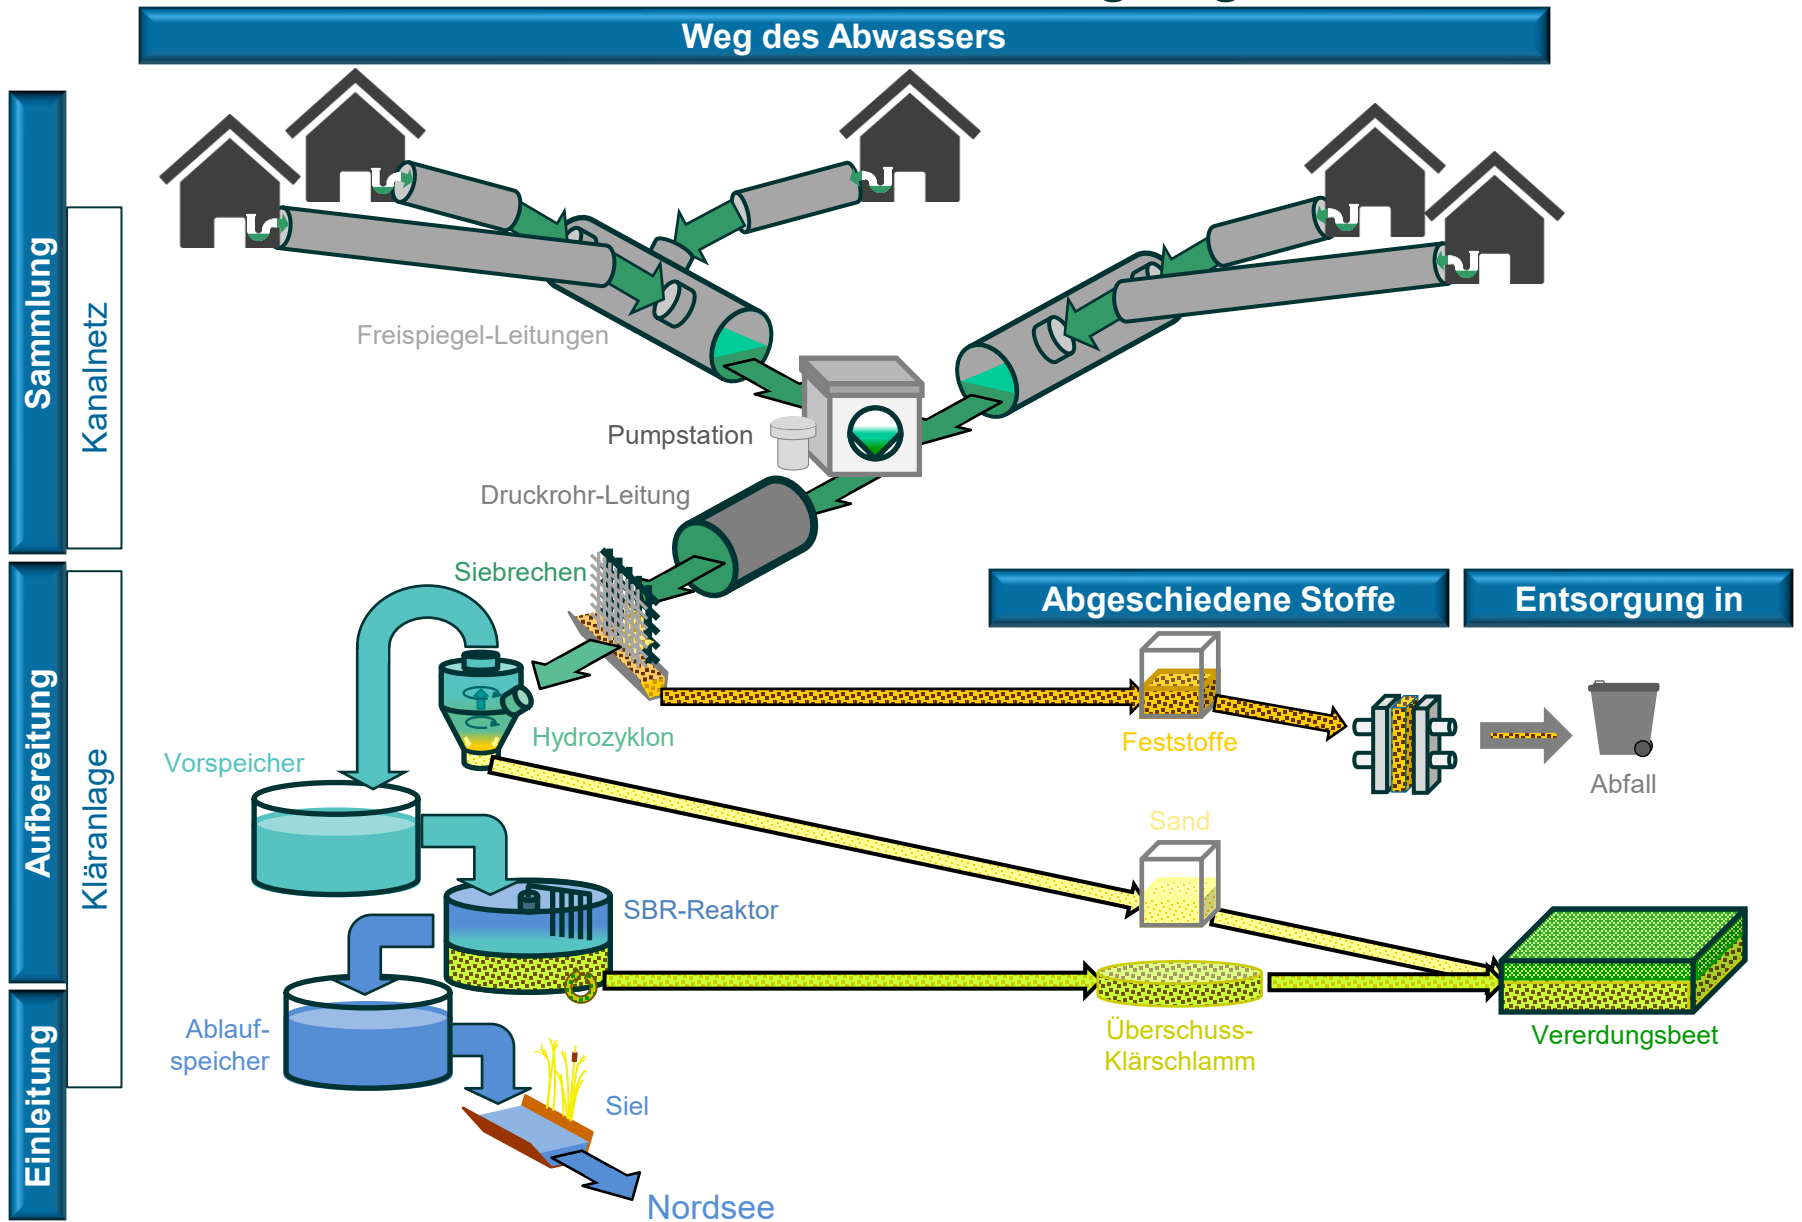 Weg des Abwassers
Sammlung
Kanalnetz
Freispiegel-Leitungen
Pumpstation
Druckrohr-Leitung
Siebrechen
Abgeschiedene Stoffe
Entsorgung in
Aufbereitung
Kläranlage
Hydrozyklon
Feststoffe
Abfall
Vorspeicher
Sand
SBR-Reaktor
Überschuss-
Klärschlamm
Vererdungsbeet
Einleitung
Ablauf-
speicher
Siel
Nordsee